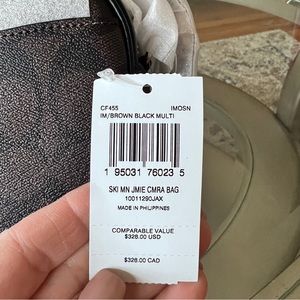 CF455 IMOSN
IM/BROWN BLACK MULTI
1 95031 76023 5
SKI MN JMIE CMRA BAG
10011290JAX
MADE IN PHILIPPINES
COMPARABLE VALUE
$328.00 USD
$328.00 CAD